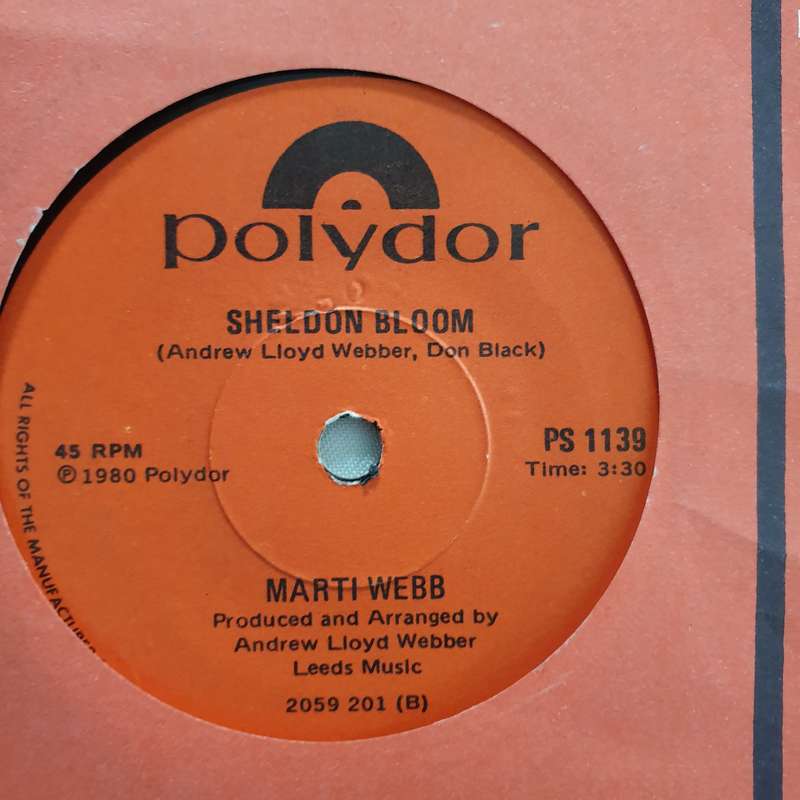 polydor
SHELDON BLOOM
(Andrew Lloyd Webber, Don Black)
45 RPM
℗ 1980 Polydor
PS 1139
Time: 3:30
MARTI WEBB
Produced and Arranged by
Andrew Lloyd Webber
Leeds Music
2059 201 (B)
ALL RIGHTS OF THE